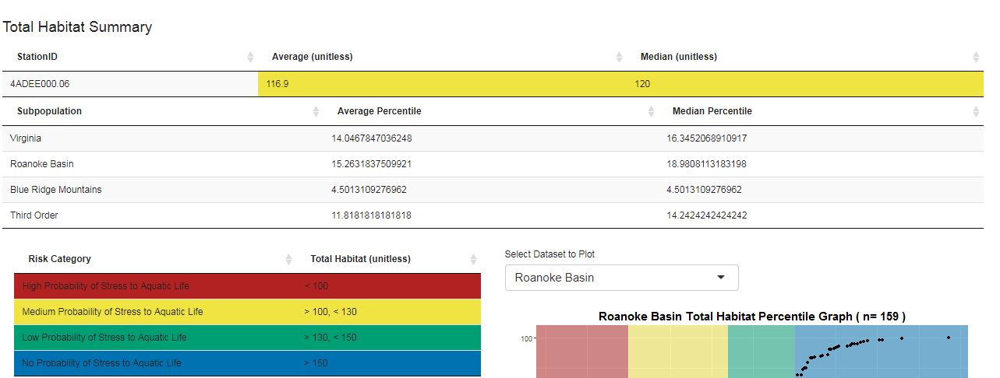 Total Habitat Summary
StationID Average (unitless) Median (unitless)
4ADEE000.06 116.9 120
Subpopulation Average Percentile Median Percentile
Virginia 14.0467847036248 16.3452068910917
Roanoke Basin 15.2631837509921 18.9808113183198
Blue Ridge Mountains 4.5013109276962 4.5013109276962
Third Order 11.8181818181818 14.2424242424242
Risk Category Total Habitat (unitless)
High Probability of Stress to Aquatic Life < 100
Medium Probability of Stress to Aquatic Life > 100, < 130
Low Probability of Stress to Aquatic Life > 130, < 150
No Probability of Stress to Aquatic Life > 150
Select Dataset to Plot
Roanoke Basin
Roanoke Basin Total Habitat Percentile Graph ( n= 159 )
100